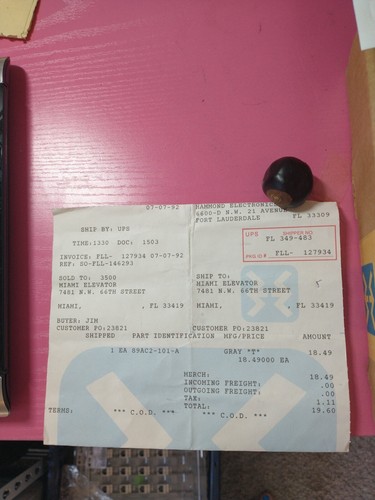 07-07-92 HAMMOND ELECTRONICS
6600-D N.W. 21 AVENUE
FORT LAUDERDALE FL 33309
SHIP BY: UPS
UPS SHIPPER NO.
FL 349-483
TIME:1330 DOC: 1503
PKG ID # FLL- 127934
INVOICE: FLL- 127934 07-07-92
REF: SO-FLL-146293
SOLD TO: 3500 SHIP TO:
MIAMI ELEVATOR MIAMI ELEVATOR
7481 N.W. 66TH STREET 7481 N.W. 66TH STREET
MIAMI, , FL 33419 MIAMI, , FL 33419
BUYER: JIM
CUSTOMER PO:23821 CUSTOMER PO:23821
SHIPPED PART IDENTIFICATION MFG/PRICE AMOUNT
1 EA 89AC2-101-A GRAY "T" 18.49
18.49000 EA
MERCH: 18.49
INCOMING FREIGHT: .00
OUTGOING FREIGHT: .00
TAX: 1.11
TOTAL: 19.60
TERMS: *** C.O.D. *** *** C.O.D. ***